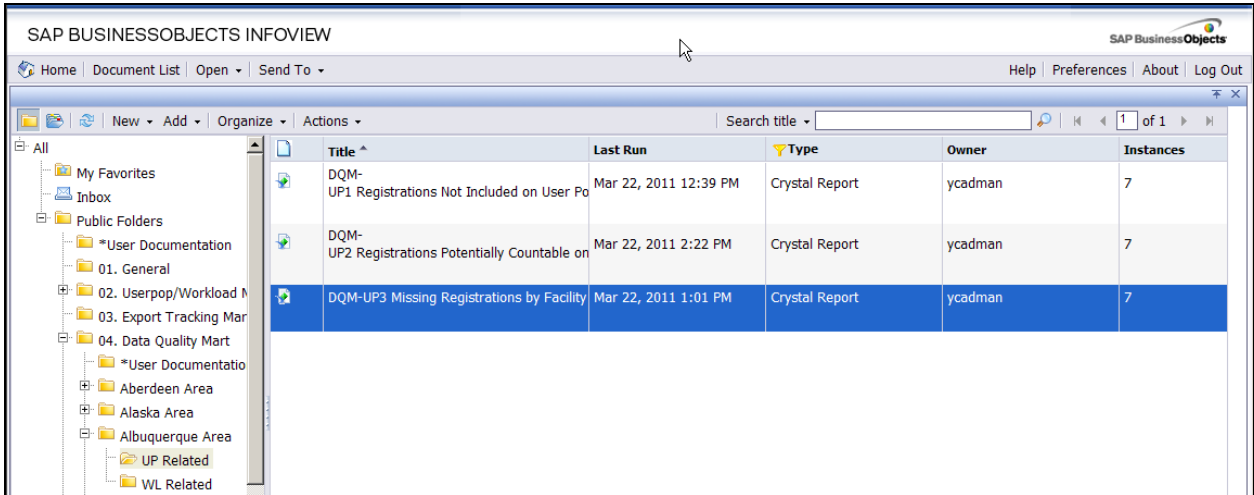 SAP BUSINESSOBJECTS INFOVIEW
SAP BusinessObjects
Home Document List Open Send To Help Preferences About Log Out
New Add Organize Actions Search title 1 of 1
All
My Favorites
Inbox
Public Folders
*User Documentation
01. General
02. Userpop/Workload M
03. Export Tracking Mar
04. Data Quality Mart
*User Documentatio
Aberdeen Area
Alaska Area
Albuquerque Area
UP Related
WL Related
Title Last Run Type Owner Instances
DQM-
UP1 Registrations Not Included on User Po Mar 22, 2011 12:39 PM Crystal Report ycadman 7
DQM-
UP2 Registrations Potentially Countable on Mar 22, 2011 2:22 PM Crystal Report ycadman 7
DQM-UP3 Missing Registrations by Facility Mar 22, 2011 1:01 PM Crystal Report ycadman 7